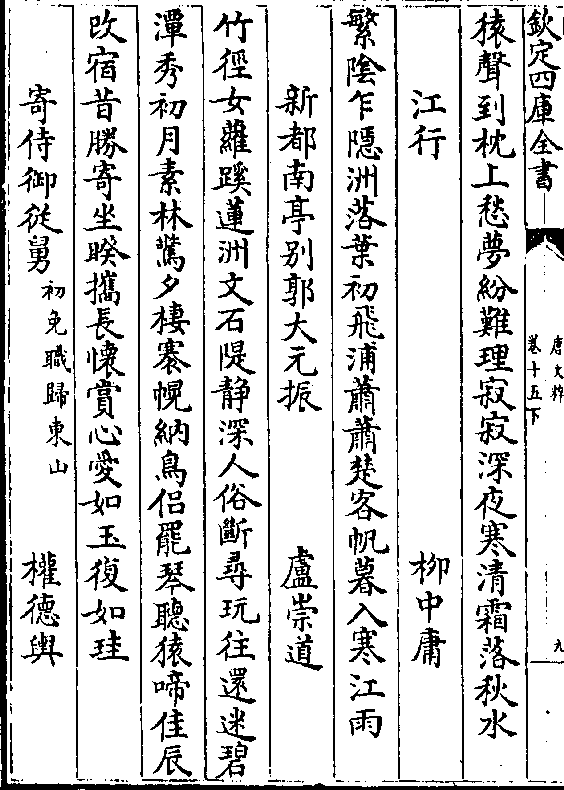 欽定四庫全書
唐文粹
卷十五下
九
猿聲到枕上愁夢紛難理寂寂深夜寒清霜落秋水
江行 柳中庸
繁陰乍隱洲落葉初飛浦蕭蕭楚客帆暮入寒江雨
新都南亭别郭大元振 盧崇道
竹徑女蘿蹊蓮洲文石隄静深人俗斷尋玩往還迷碧
潭秀初月素林驚夕棲褰幌納鳥侣罷琴聽猿啼佳辰
改宿昔勝寄坐暌攜長懷賞心愛如玉復如珪
寄侍御從舅初免職歸東山 權德輿